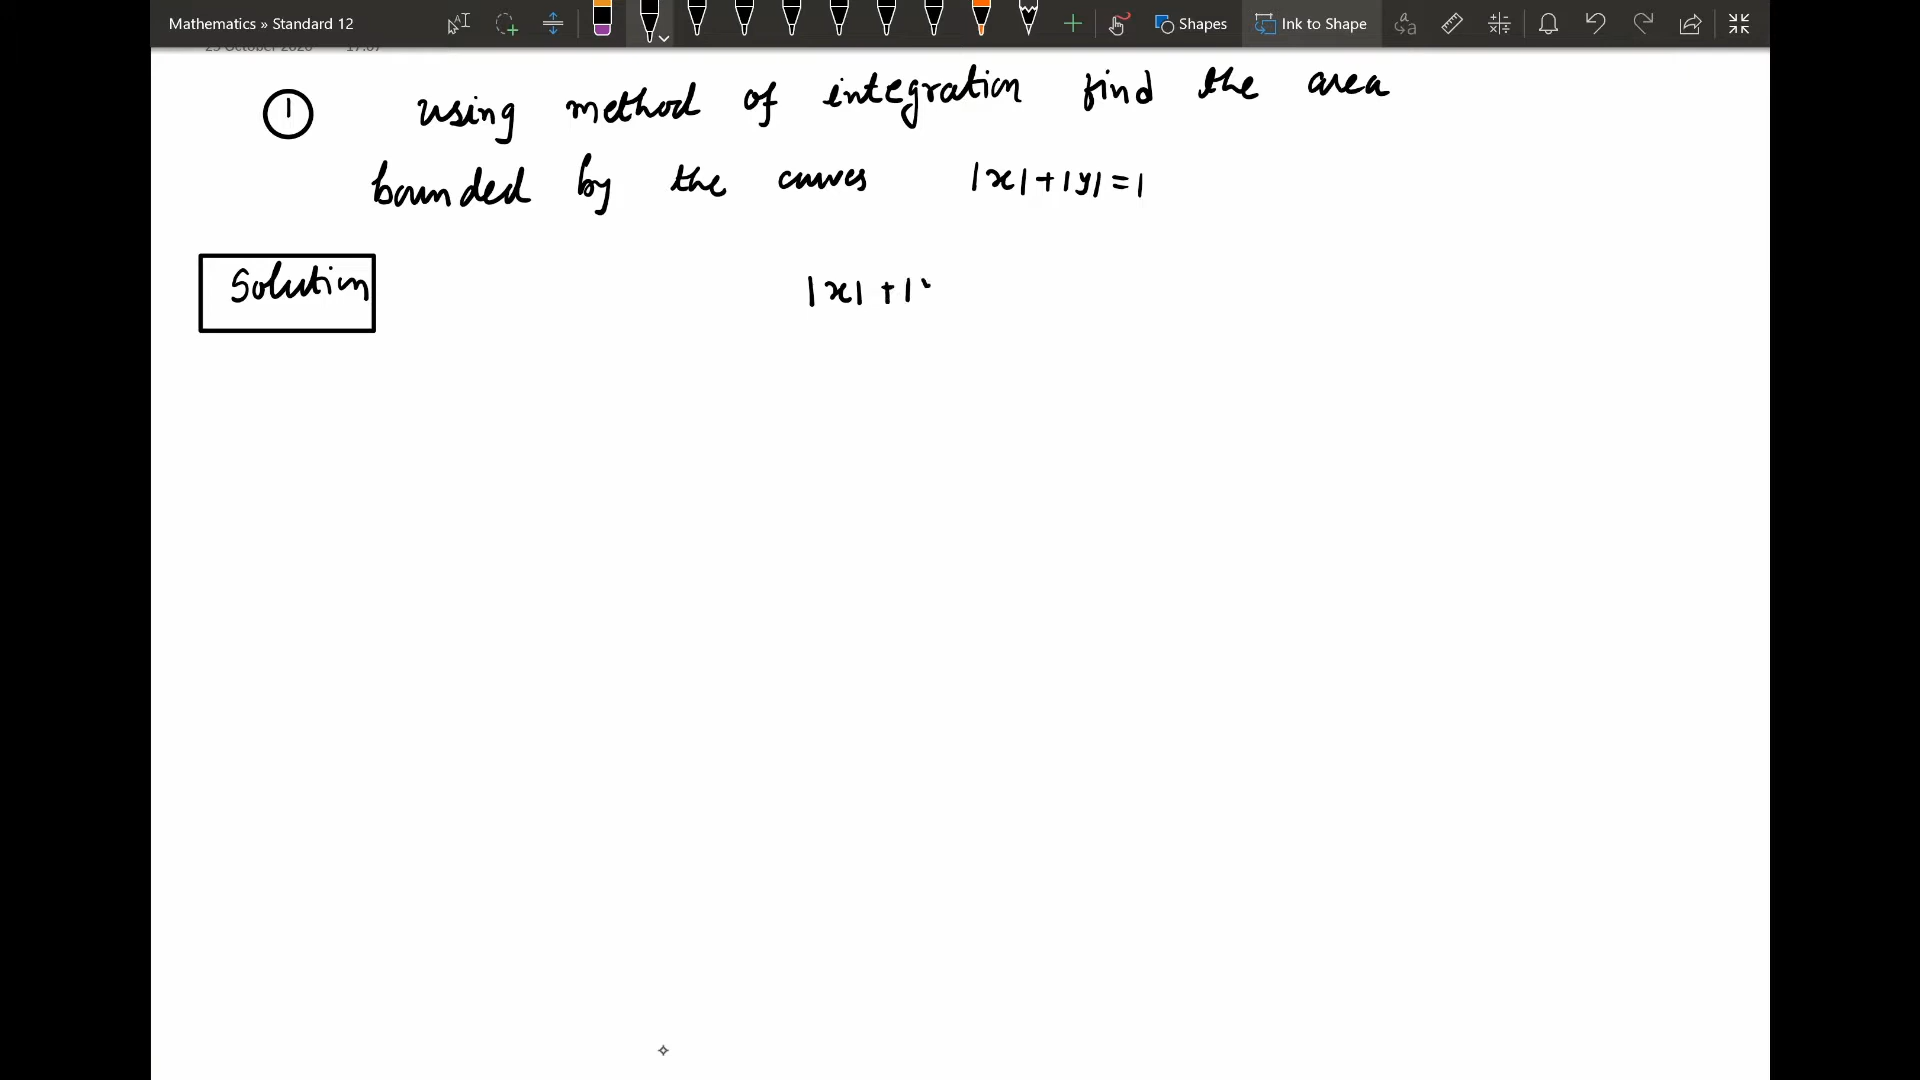 Mathematics » Standard 12
Shapes
Ink to Shape
① using method of integration find the area
bounded by the curves |x|+|y|=1
Solution
|x| + |